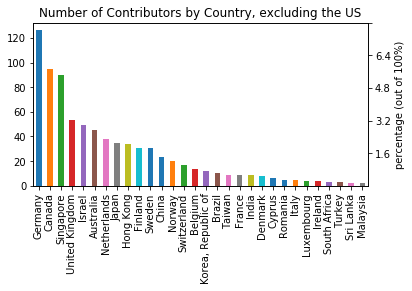 Number of Contributors by Country, excluding the US
120
100
80
60
40
20
0
6.4
4.8
3.2
1.6
percentage (out of 100%)
Germany
Canada
Singapore
United Kingdom
Israel
Australia
Netherlands
Japan
Hong Kong
Finland
Sweden
China
Norway
Switzerland
Belgium
Korea, Republic of
Brazil
Taiwan
France
India
Denmark
Cyprus
Romania
Italy
Luxembourg
Ireland
South Africa
Turkey
Sri Lanka
Malaysia